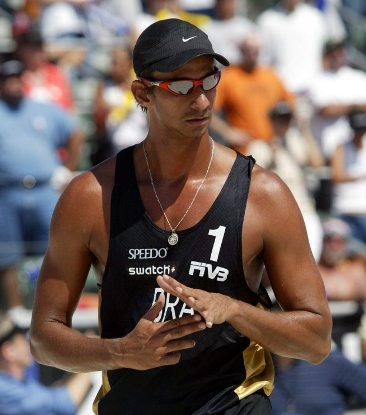 SPEEDO
1
swatch+
FIVB
BRA